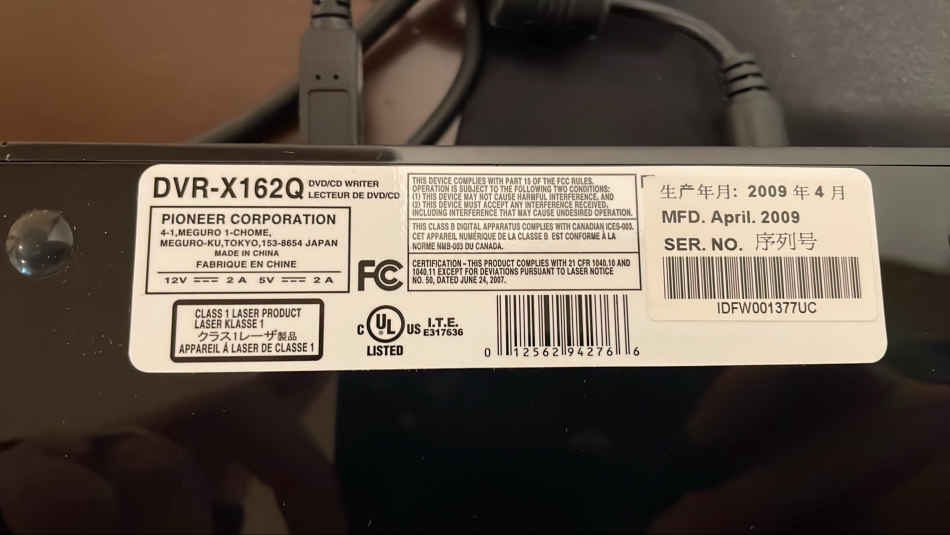 DVR-X162Q DVD/CD WRITER
LECTEUR DE DVD/CD
PIONEER CORPORATION
4-1,MEGURO 1-CHOME,
MEGURO-KU,TOKYO,153-8654 JAPAN
MADE IN CHINA
FABRIQUE EN CHINE
12V ⎓ 2 A 5V ⎓ 2 A
CLASS 1 LASER PRODUCT
LASER KLASSE 1
クラス1レーザ製品
APPAREIL À LASER DE CLASSE 1
THIS DEVICE COMPLIES WITH PART 15 OF THE FCC RULES.
OPERATION IS SUBJECT TO THE FOLLOWING TWO CONDITIONS:
(1) THIS DEVICE MAY NOT CAUSE HARMFUL INTERFERENCE, AND
(2) THIS DEVICE MUST ACCEPT ANY INTERFERENCE RECEIVED,
INCLUDING INTERFERENCE THAT MAY CAUSE UNDESIRED OPERATION.
THIS CLASS B DIGITAL APPARATUS COMPLIES WITH CANADIAN ICES-003.
CET APPAREIL NUMÉRIQUE DE LA CLASSE B EST CONFORME À LA
NORME NMB-003 DU CANADA.
FC
CERTIFICATION – THIS PRODUCT COMPLIES WITH 21 CFR 1040.10 AND
1040.11 EXCEPT FOR DEVIATIONS PURSUANT TO LASER NOTICE
NO. 50, DATED JUNE 24, 2007.
C UL US I.T.E.
E317636
LISTED
0 12562 94276 6
生产年月: 2009 年 4 月
MFD. April. 2009
SER. NO. 序列号
IDFW001377UC